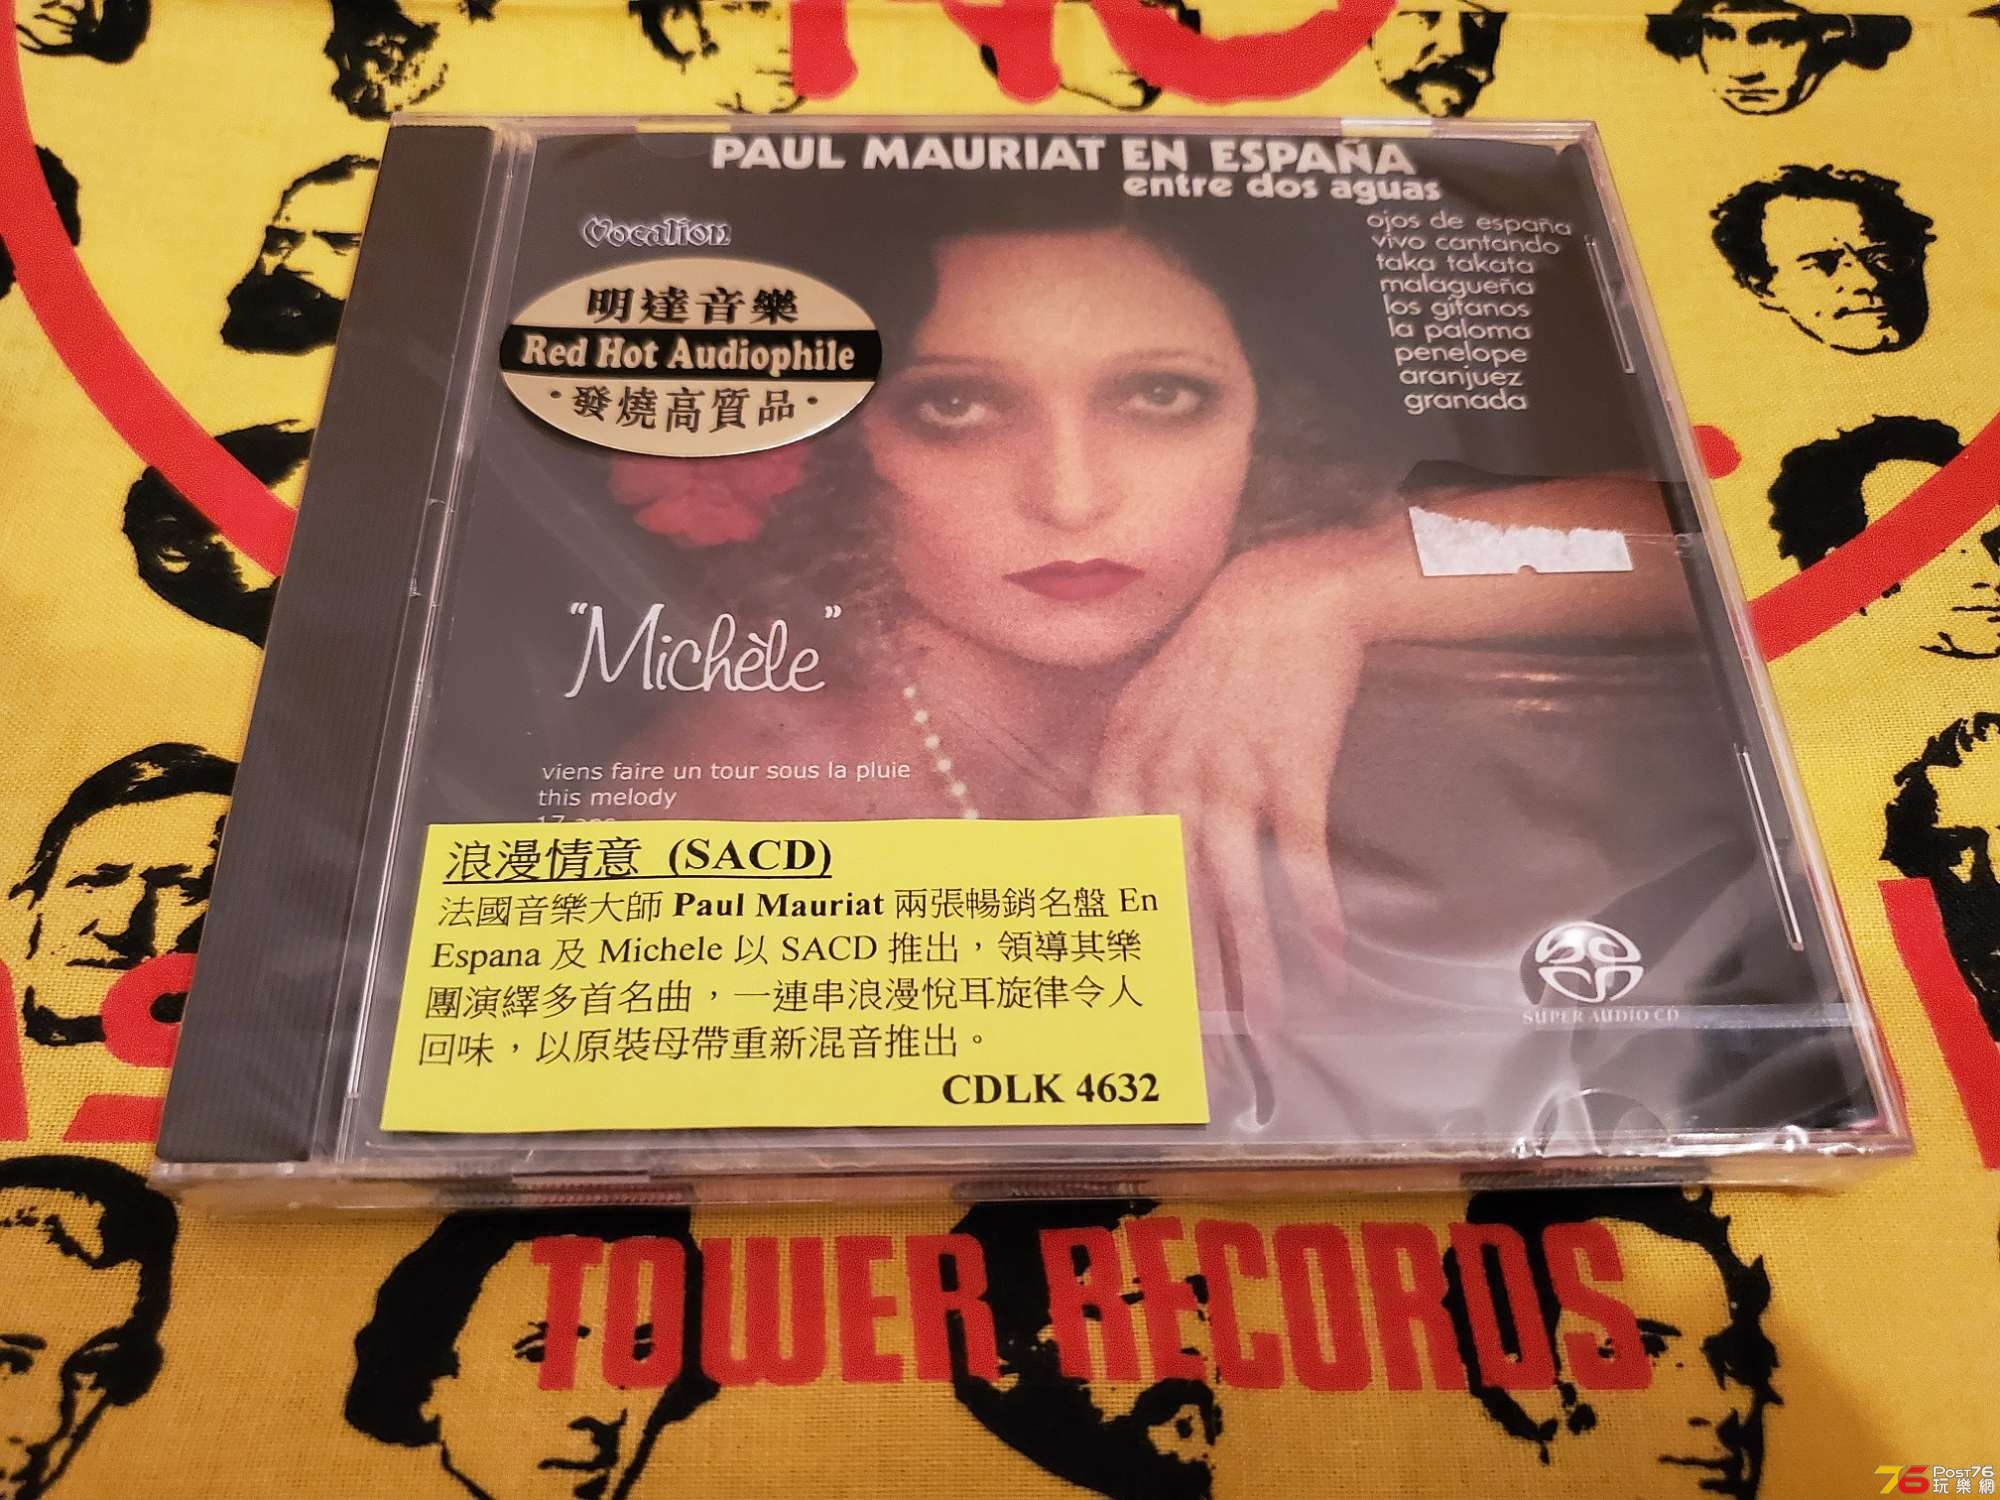 PAUL MAURIAT EN ESPAÑA
entre dos aguas
ojos de españa
vivo cantando
taka takata
malagueña
los gitanos
la paloma
penelope
aranjuez
granada
Vocalion
明達音樂
Red Hot Audiophile
·發燒高質品·
"Michèle"
viens faire un tour sous la pluie
this melody
17 ans
浪漫情意 (SACD)
法國音樂大師 Paul Mauriat 兩張暢銷名盤 En
Espana 及 Michele 以 SACD 推出，領導其樂
團演繹多首名曲，一連串浪漫悅耳旋律令人
回味，以原裝母帶重新混音推出。
CDLK 4632
SUPER AUDIO CD
TOWER RECORDS
76 POST76
玩樂網